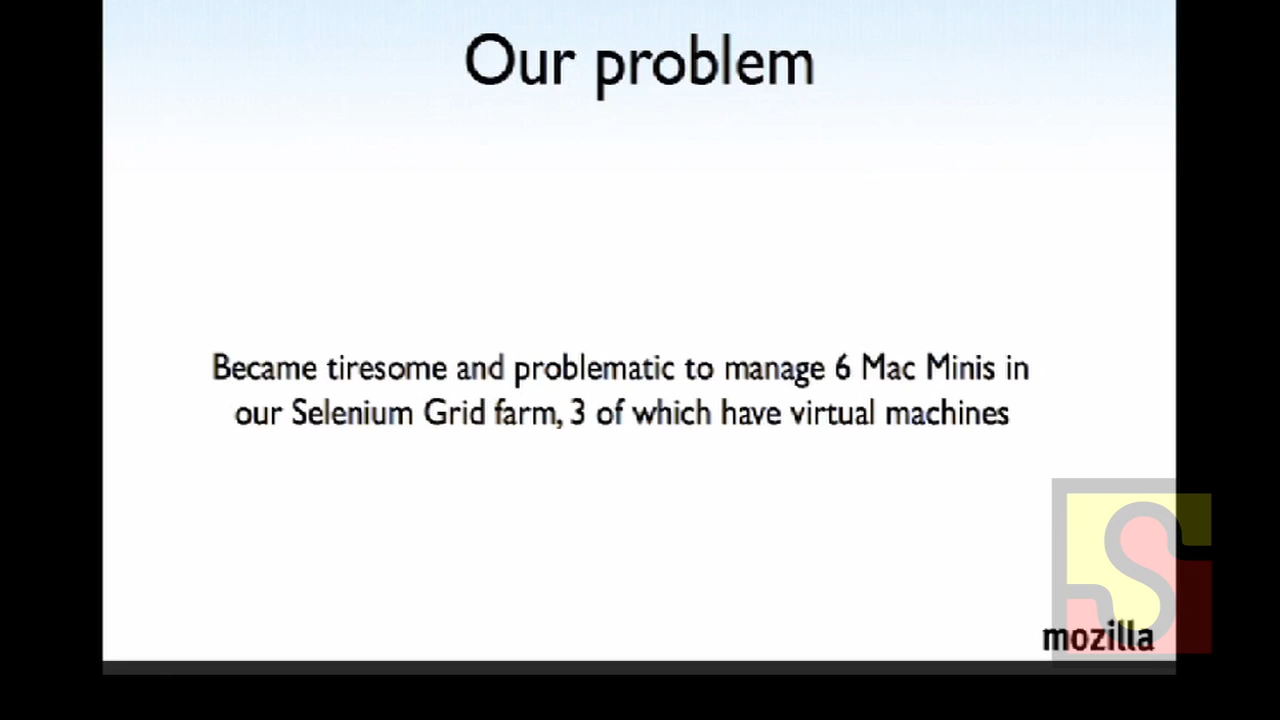 Our problem
Became tiresome and problematic to manage 6 Mac Minis in
our Selenium Grid farm, 3 of which have virtual machines
mozilla